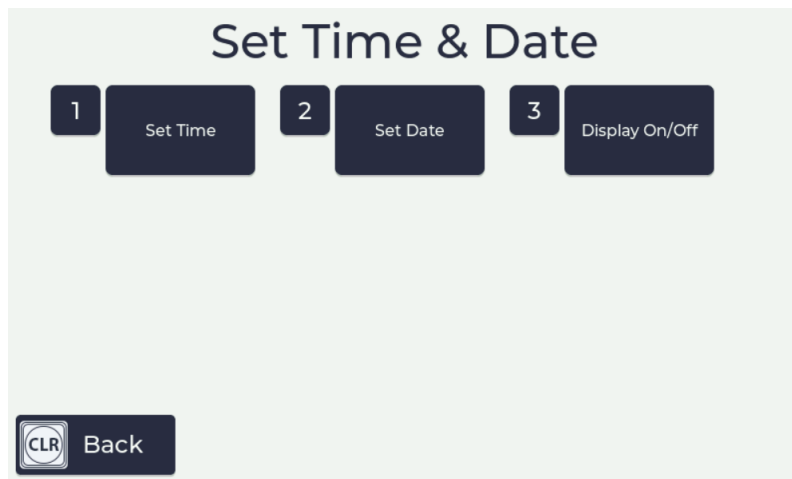 Set Time & Date
1 Set Time 2 Set Date 3 Display On/Off
CLR Back